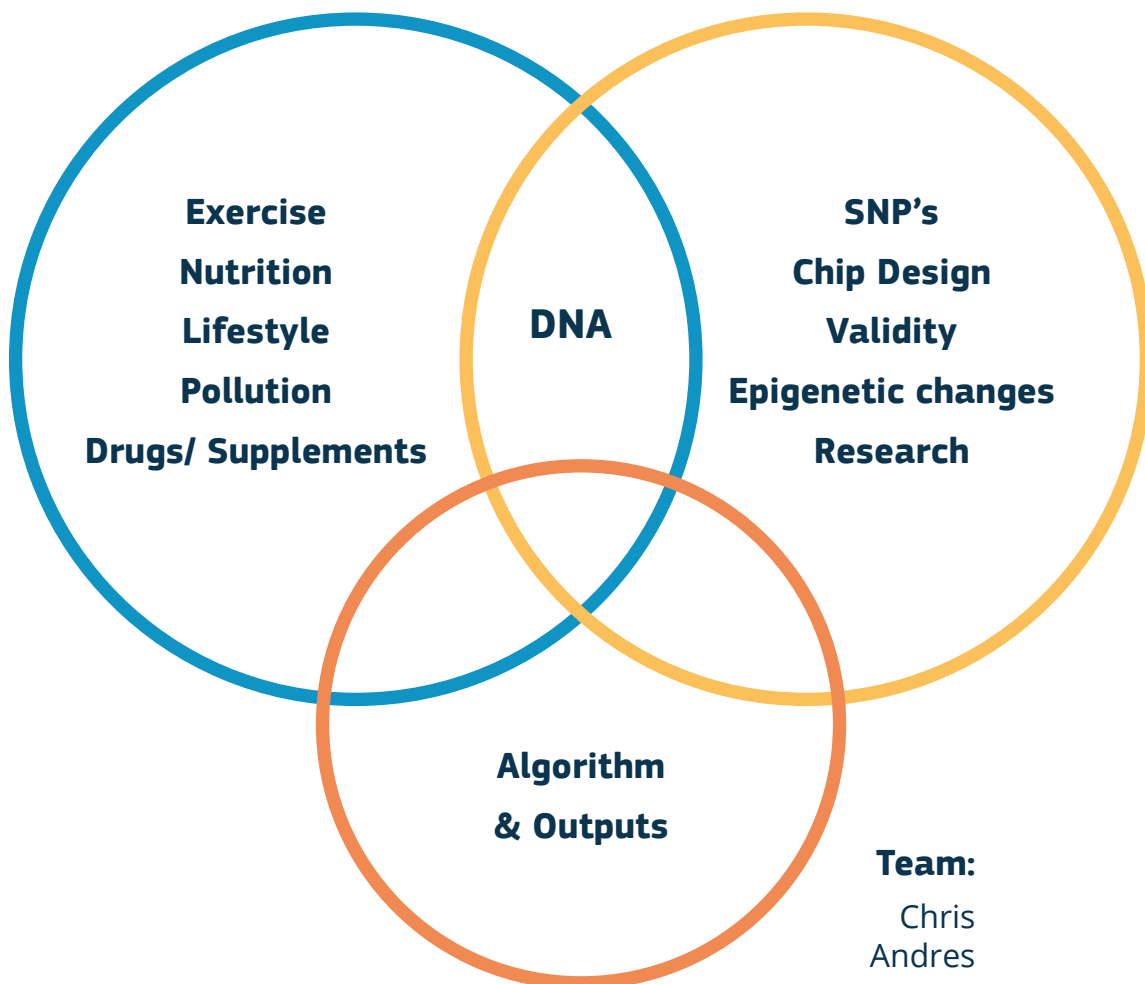 Exercise
Nutrition
Lifestyle
Pollution
Drugs/ Supplements
DNA
SNP’s
Chip Design
Validity
Epigenetic changes
Research
Algorithm
& Outputs
Team:
Chris
Andres